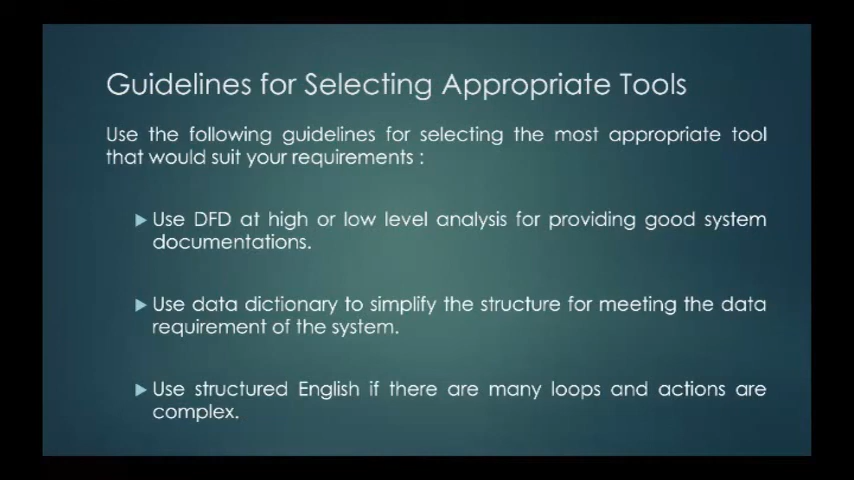 Guidelines for Selecting Appropriate Tools
Use the following guidelines for selecting the most appropriate tool
that would suit your requirements :
Use DFD at high or low level analysis for providing good system
documentations.
Use data dictionary to simplify the structure for meeting the data
requirement of the system.
Use structured English if there are many loops and actions are
complex.